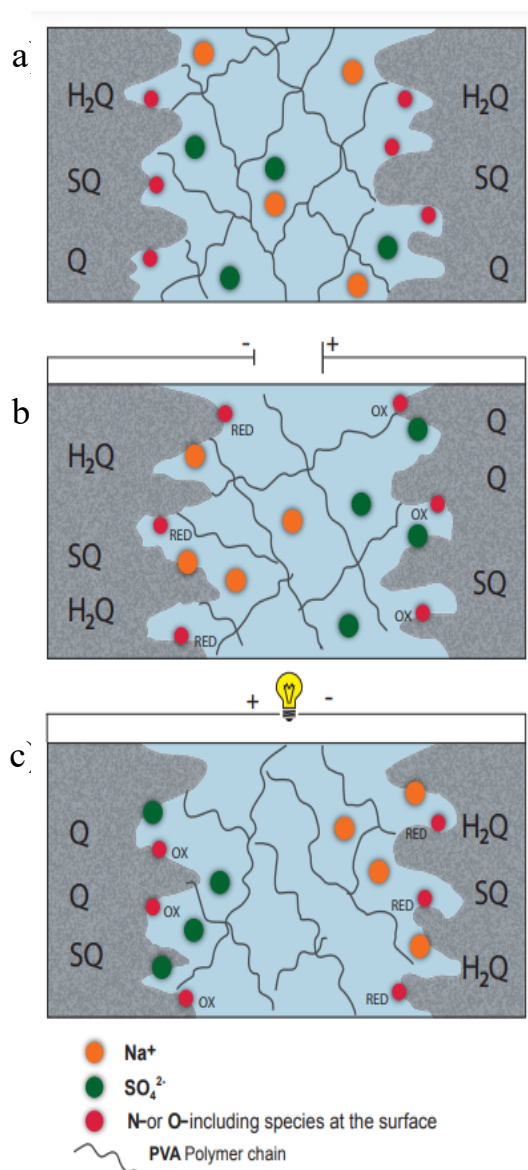 a)
H₂Q H₂Q
SQ SQ
Q Q
- +
b)
OX
Q
RED
H₂Q
Q
OX
RED
SQ
SQ
H₂Q
OX
RED
+ -
c)
Q
H₂Q
RED
OX
Q
SQ
OX
RED
SQ
H₂Q
OX
RED
Na+
SO₄²⁻
N-or O-including species at the surface
PVA Polymer chain